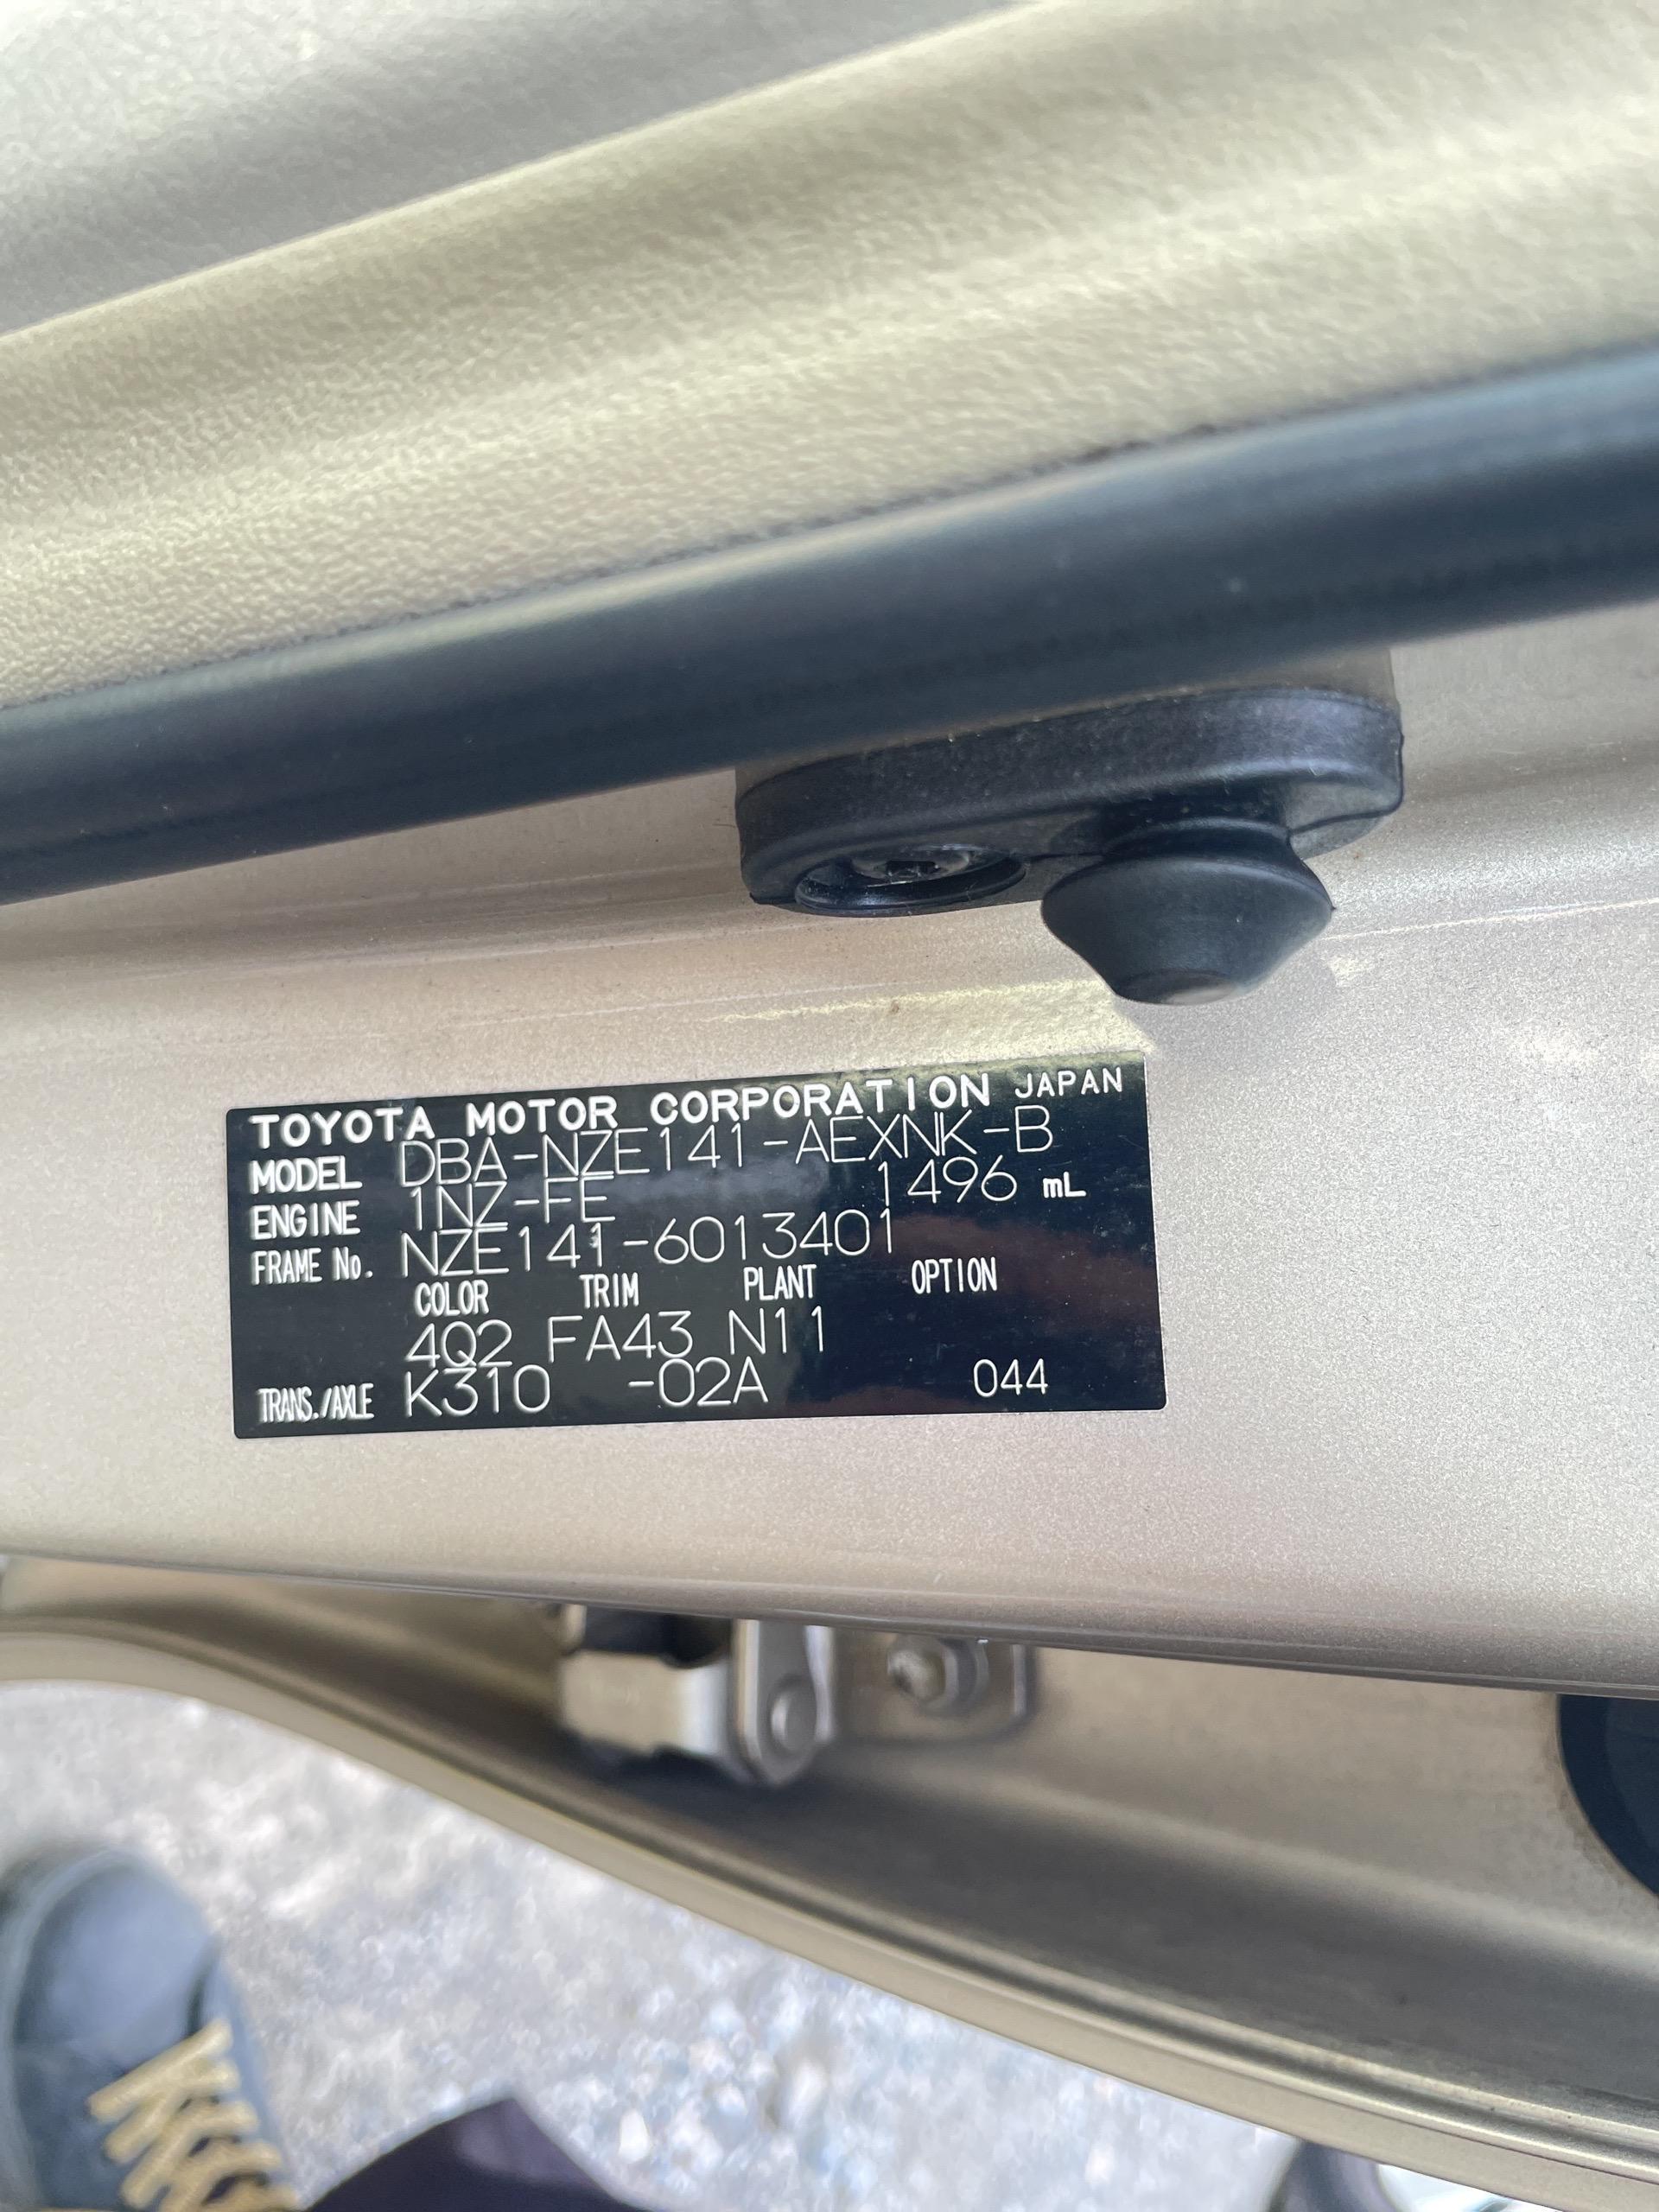 TOYOTA MOTOR CORPORATION JAPAN
MODEL DBA-NZE141-AEXNK-B
ENGINE 1NZ-FE 1496 mL
FRAME No. NZE141-6013401
COLOR TRIM PLANT OPTION
4Q2 FA43 N11
TRANS./AXLE K310 -02A 044